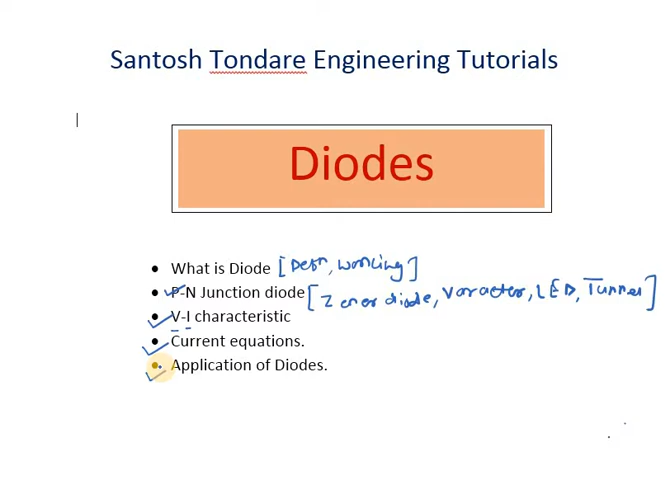 Santosh Tondare Engineering Tutorials
Diodes
What is Diode [Defn, working]
P-N Junction diode [Zener diode, Varacter, LED, Tunnel]
V-I characteristic
Current equations.
Application of Diodes.